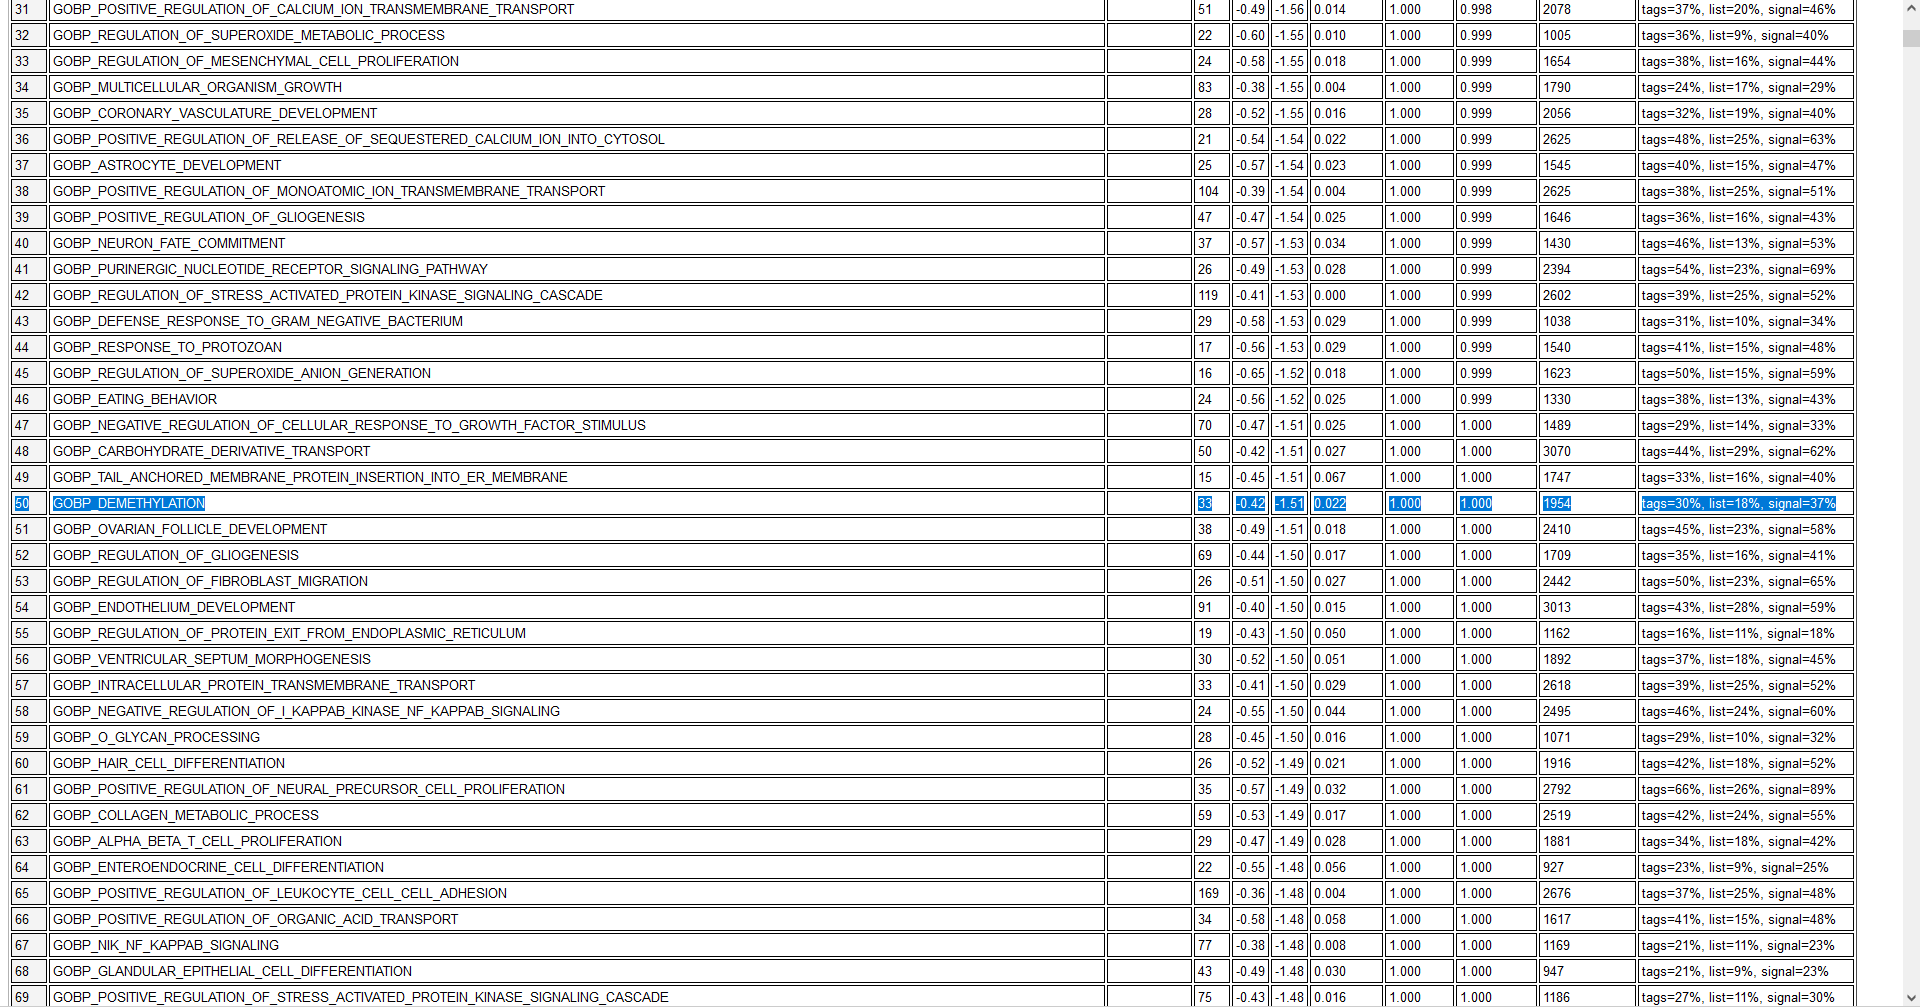 31 GOBP_POSITIVE_REGULATION_OF_CALCIUM_ION_TRANSMEMBRANE_TRANSPORT 51 -0.49 -1.56 0.014 1.000 0.998 2078 tags=37%, list=20%, signal=46%
32 GOBP_REGULATION_OF_SUPEROXIDE_METABOLIC_PROCESS 22 -0.60 -1.55 0.010 1.000 0.999 1005 tags=36%, list=9%, signal=40%
33 GOBP_REGULATION_OF_MESENCHYMAL_CELL_PROLIFERATION 24 -0.58 -1.55 0.018 1.000 0.999 1654 tags=38%, list=16%, signal=44%
34 GOBP_MULTICELLULAR_ORGANISM_GROWTH 83 -0.38 -1.55 0.004 1.000 0.999 1790 tags=24%, list=17%, signal=29%
35 GOBP_CORONARY_VASCULATURE_DEVELOPMENT 28 -0.52 -1.55 0.016 1.000 0.999 2056 tags=32%, list=19%, signal=40%
36 GOBP_POSITIVE_REGULATION_OF_RELEASE_OF_SEQUESTERED_CALCIUM_ION_INTO_CYTOSOL 21 -0.54 -1.54 0.022 1.000 0.999 2625 tags=48%, list=25%, signal=63%
37 GOBP_ASTROCYTE_DEVELOPMENT 25 -0.57 -1.54 0.023 1.000 0.999 1545 tags=40%, list=15%, signal=47%
38 GOBP_POSITIVE_REGULATION_OF_MONOATOMIC_ION_TRANSMEMBRANE_TRANSPORT 104 -0.39 -1.54 0.004 1.000 0.999 2625 tags=38%, list=25%, signal=51%
39 GOBP_POSITIVE_REGULATION_OF_GLIOGENESIS 47 -0.47 -1.54 0.025 1.000 0.999 1646 tags=36%, list=16%, signal=43%
40 GOBP_NEURON_FATE_COMMITMENT 37 -0.57 -1.53 0.034 1.000 0.999 1430 tags=46%, list=13%, signal=53%
41 GOBP_PURINERGIC_NUCLEOTIDE_RECEPTOR_SIGNALING_PATHWAY 26 -0.49 -1.53 0.028 1.000 0.999 2394 tags=54%, list=23%, signal=69%
42 GOBP_REGULATION_OF_STRESS_ACTIVATED_PROTEIN_KINASE_SIGNALING_CASCADE 119 -0.41 -1.53 0.000 1.000 0.999 2602 tags=39%, list=25%, signal=52%
43 GOBP_DEFENSE_RESPONSE_TO_GRAM_NEGATIVE_BACTERIUM 29 -0.58 -1.53 0.029 1.000 0.999 1038 tags=31%, list=10%, signal=34%
44 GOBP_RESPONSE_TO_PROTOZOAN 17 -0.56 -1.53 0.029 1.000 0.999 1540 tags=41%, list=15%, signal=48%
45 GOBP_REGULATION_OF_SUPEROXIDE_ANION_GENERATION 16 -0.65 -1.52 0.018 1.000 0.999 1623 tags=50%, list=15%, signal=59%
46 GOBP_EATING_BEHAVIOR 24 -0.56 -1.52 0.025 1.000 0.999 1330 tags=38%, list=13%, signal=43%
47 GOBP_NEGATIVE_REGULATION_OF_CELLULAR_RESPONSE_TO_GROWTH_FACTOR_STIMULUS 70 -0.47 -1.51 0.025 1.000 1.000 1489 tags=29%, list=14%, signal=33%
48 GOBP_CARBOHYDRATE_DERIVATIVE_TRANSPORT 50 -0.42 -1.51 0.027 1.000 1.000 3070 tags=44%, list=29%, signal=62%
49 GOBP_TAIL_ANCHORED_MEMBRANE_PROTEIN_INSERTION_INTO_ER_MEMBRANE 15 -0.45 -1.51 0.067 1.000 1.000 1747 tags=33%, list=16%, signal=40%
50 GOBP_DEMETHYLATION 33 -0.42 -1.51 0.022 1.000 1.000 1954 tags=30%, list=18%, signal=37%
51 GOBP_OVARIAN_FOLLICLE_DEVELOPMENT 38 -0.49 -1.51 0.018 1.000 1.000 2410 tags=45%, list=23%, signal=58%
52 GOBP_REGULATION_OF_GLIOGENESIS 69 -0.44 -1.50 0.017 1.000 1.000 1709 tags=35%, list=16%, signal=41%
53 GOBP_REGULATION_OF_FIBROBLAST_MIGRATION 26 -0.51 -1.50 0.027 1.000 1.000 2442 tags=50%, list=23%, signal=65%
54 GOBP_ENDOTHELIUM_DEVELOPMENT 91 -0.40 -1.50 0.015 1.000 1.000 3013 tags=43%, list=28%, signal=59%
55 GOBP_REGULATION_OF_PROTEIN_EXIT_FROM_ENDOPLASMIC_RETICULUM 19 -0.43 -1.50 0.050 1.000 1.000 1162 tags=16%, list=11%, signal=18%
56 GOBP_VENTRICULAR_SEPTUM_MORPHOGENESIS 30 -0.52 -1.50 0.051 1.000 1.000 1892 tags=37%, list=18%, signal=45%
57 GOBP_INTRACELLULAR_PROTEIN_TRANSMEMBRANE_TRANSPORT 33 -0.41 -1.50 0.029 1.000 1.000 2618 tags=39%, list=25%, signal=52%
58 GOBP_NEGATIVE_REGULATION_OF_I_KAPPAB_KINASE_NF_KAPPAB_SIGNALING 24 -0.55 -1.50 0.044 1.000 1.000 2495 tags=46%, list=24%, signal=60%
59 GOBP_O_GLYCAN_PROCESSING 28 -0.45 -1.50 0.016 1.000 1.000 1071 tags=29%, list=10%, signal=32%
60 GOBP_HAIR_CELL_DIFFERENTIATION 26 -0.52 -1.49 0.021 1.000 1.000 1916 tags=42%, list=18%, signal=52%
61 GOBP_POSITIVE_REGULATION_OF_NEURAL_PRECURSOR_CELL_PROLIFERATION 35 -0.57 -1.49 0.032 1.000 1.000 2792 tags=66%, list=26%, signal=89%
62 GOBP_COLLAGEN_METABOLIC_PROCESS 59 -0.53 -1.49 0.017 1.000 1.000 2519 tags=42%, list=24%, signal=55%
63 GOBP_ALPHA_BETA_T_CELL_PROLIFERATION 29 -0.47 -1.49 0.028 1.000 1.000 1881 tags=34%, list=18%, signal=42%
64 GOBP_ENTEROENDOCRINE_CELL_DIFFERENTIATION 22 -0.55 -1.48 0.056 1.000 1.000 927 tags=23%, list=9%, signal=25%
65 GOBP_POSITIVE_REGULATION_OF_LEUKOCYTE_CELL_CELL_ADHESION 169 -0.36 -1.48 0.004 1.000 1.000 2676 tags=37%, list=25%, signal=48%
66 GOBP_POSITIVE_REGULATION_OF_ORGANIC_ACID_TRANSPORT 34 -0.58 -1.48 0.058 1.000 1.000 1617 tags=41%, list=15%, signal=48%
67 GOBP_NIK_NF_KAPPAB_SIGNALING 77 -0.38 -1.48 0.008 1.000 1.000 1169 tags=21%, list=11%, signal=23%
68 GOBP_GLANDULAR_EPITHELIAL_CELL_DIFFERENTIATION 43 -0.49 -1.48 0.030 1.000 1.000 947 tags=21%, list=9%, signal=23%
69 GOBP_POSITIVE_REGULATION_OF_STRESS_ACTIVATED_PROTEIN_KINASE_SIGNALING_CASCADE 75 -0.43 -1.48 0.016 1.000 1.000 1186 tags=27%, list=11%, signal=30%